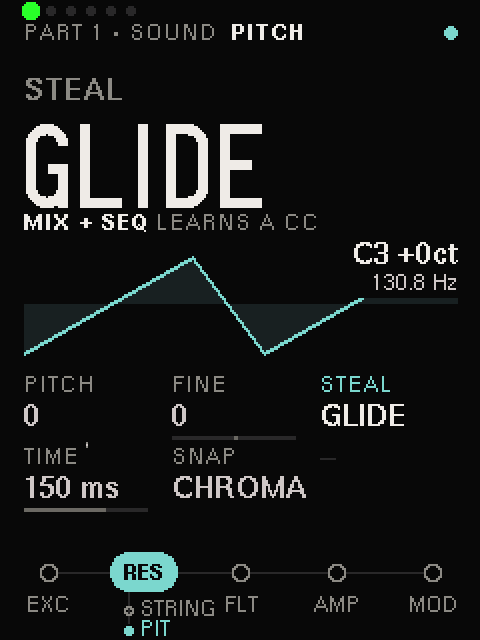 PART 1 · SOUND PITCH
STEAL
GLIDE
MIX + SEQ LEARNS A CC
C3 +0ct
130.8 Hz
PITCH FINE STEAL
0 0 GLIDE
TIME ' SNAP —
150 ms CHROMA
RES
EXC STRING FLT AMP MOD
PIT